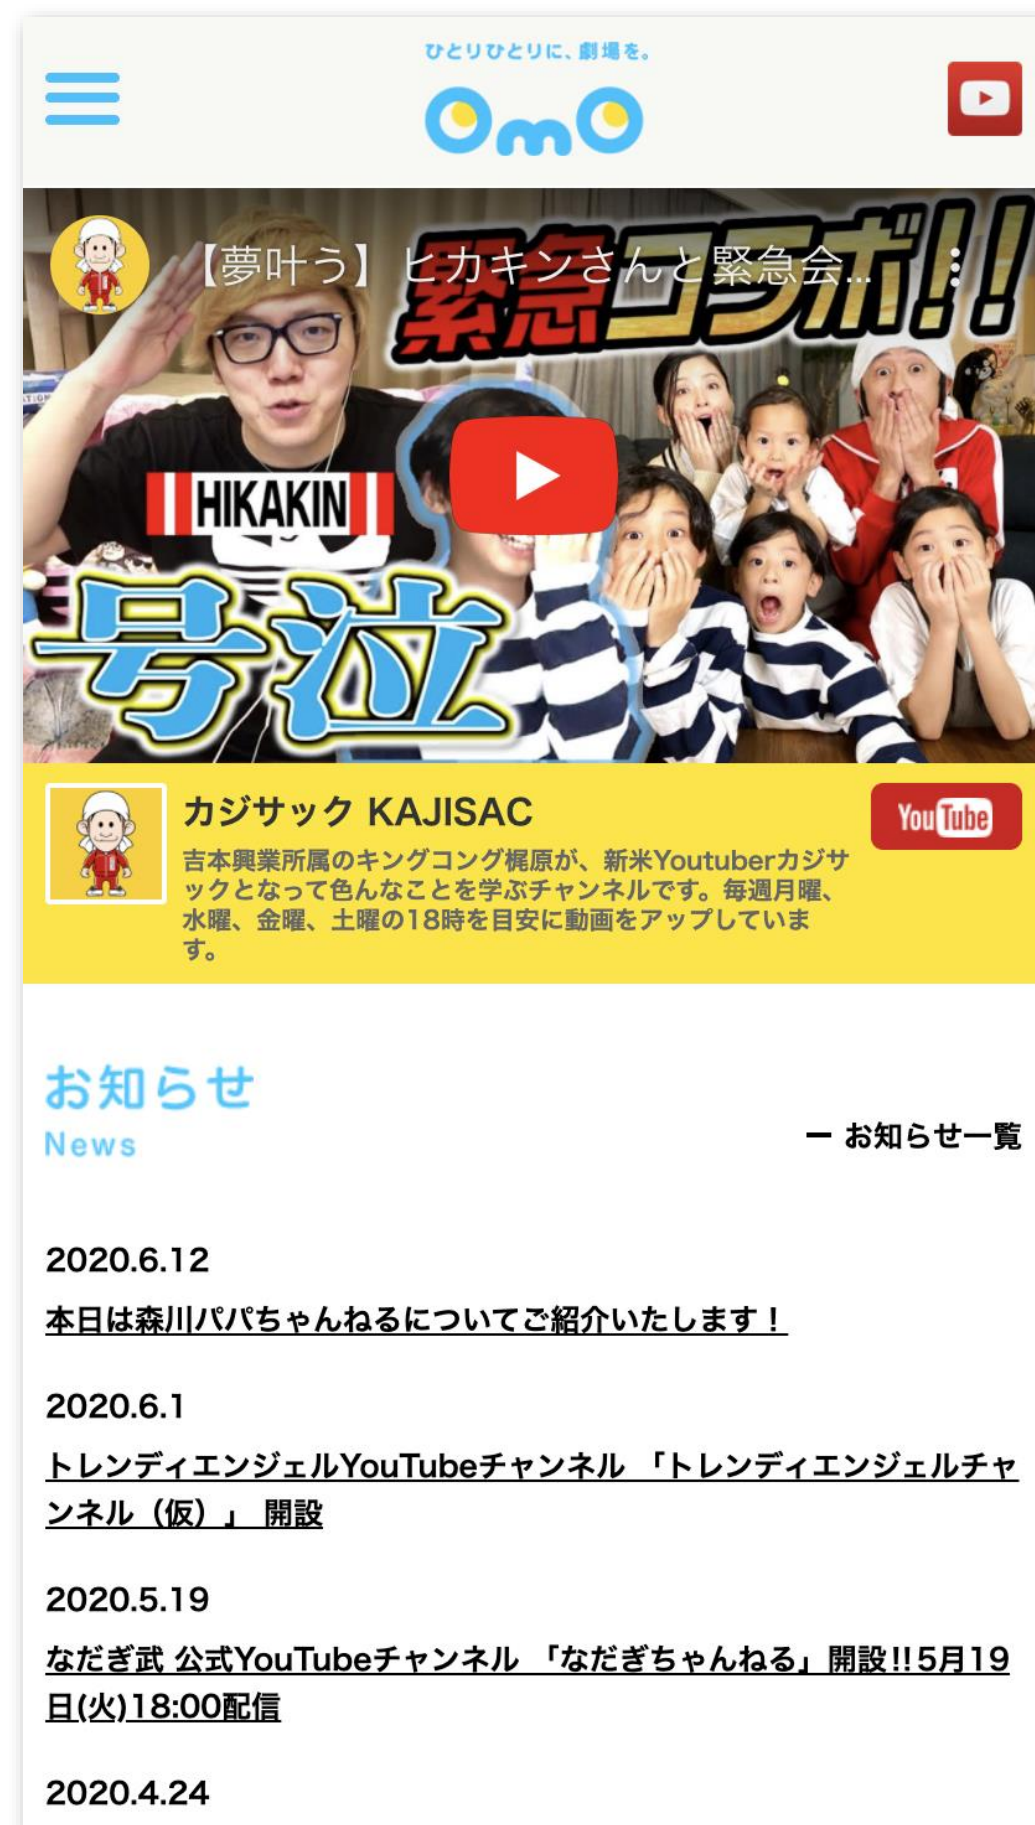 ひとりひとりに、劇場を。
OmO
【夢叶う】ヒカキンさんと緊急会...
緊急コラボ!!
HIKAKIN
号泣
カジサック KAJISAC
YouTube
吉本興業所属のキングコング梶原が、新米Youtuberカジサ
ックとなって色んなことを学ぶチャンネルです。毎週月曜、
水曜、金曜、土曜の18時を目安に動画をアップしていま
す。
お知らせ
News
ー お知らせ一覧
2020.6.12
本日は森川パパちゃんねるについてご紹介いたします！
2020.6.1
トレンディエンジェルYouTubeチャンネル 「トレンディエンジェルチャ
ンネル（仮）」 開設
2020.5.19
なだぎ武 公式YouTubeチャンネル 「なだぎちゃんねる」開設!!5月19
日(火)18:00配信
2020.4.24